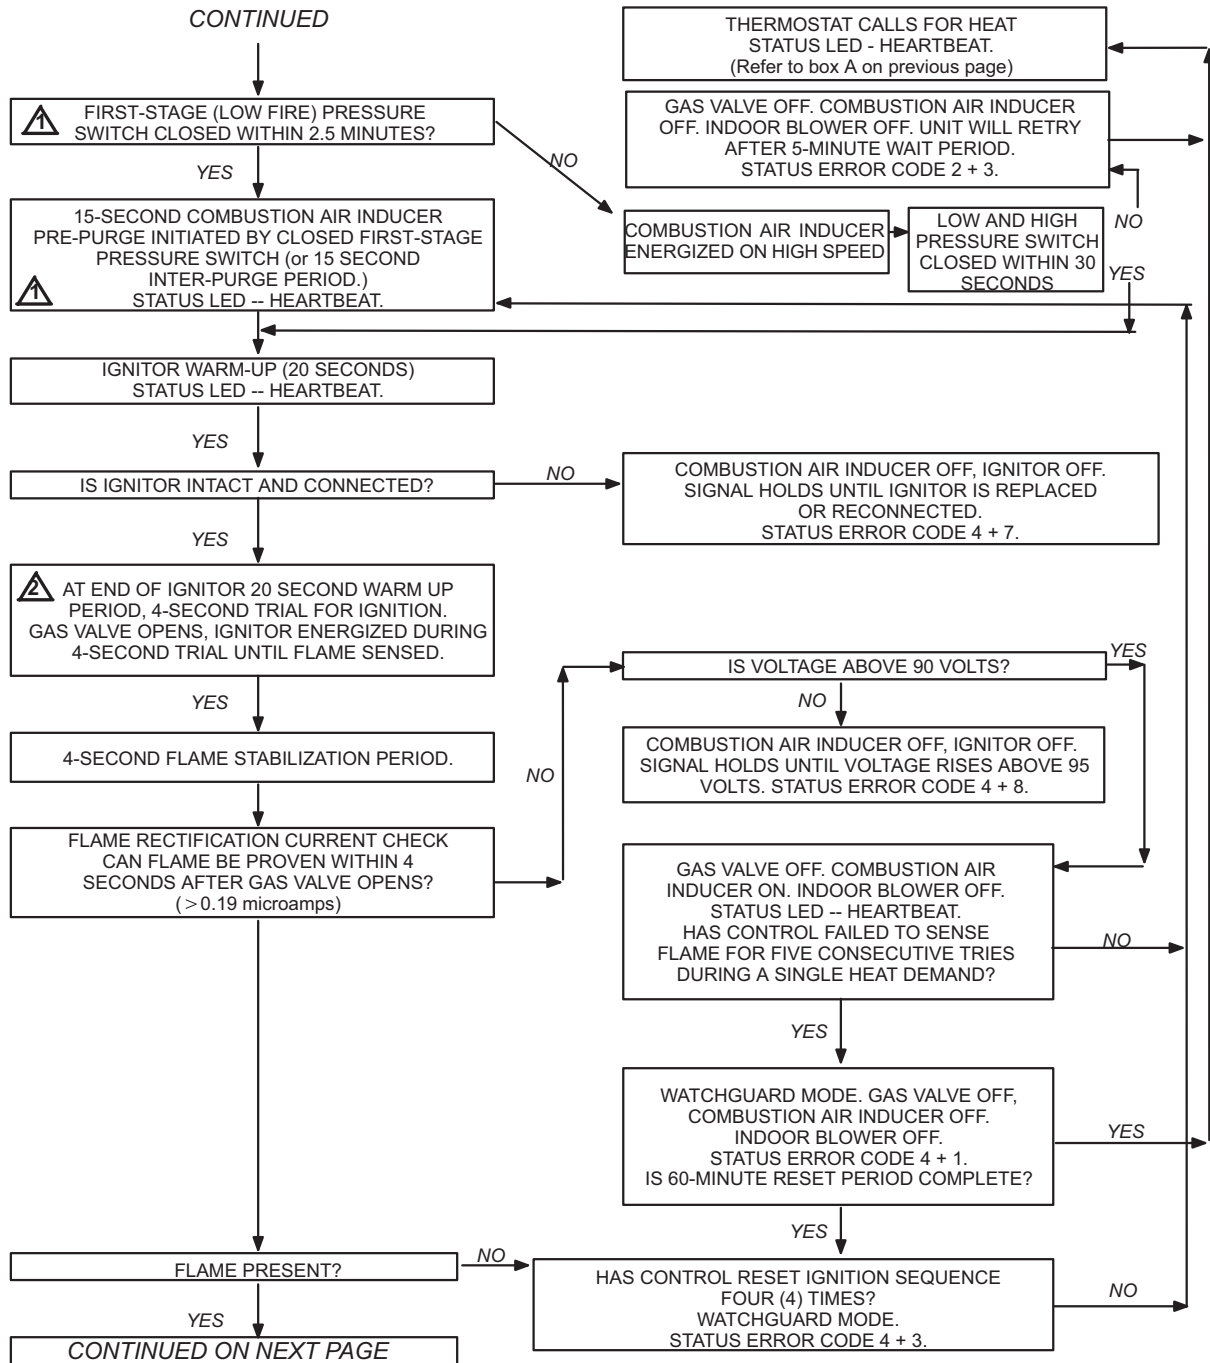 CONTINUED
THERMOSTAT CALLS FOR HEAT
STATUS LED - HEARTBEAT.
(Refer to box A on previous page)
1
FIRST-STAGE (LOW FIRE) PRESSURE
SWITCH CLOSED WITHIN 2.5 MINUTES?
GAS VALVE OFF. COMBUSTION AIR INDUCER
OFF. INDOOR BLOWER OFF. UNIT WILL RETRY
AFTER 5-MINUTE WAIT PERIOD.
STATUS ERROR CODE 2 + 3.
YES
NO
NO
15-SECOND COMBUSTION AIR INDUCER
PRE-PURGE INITIATED BY CLOSED FIRST-STAGE
PRESSURE SWITCH (or 15 SECOND
INTER-PURGE PERIOD.)
1
STATUS LED -- HEARTBEAT.
COMBUSTION AIR INDUCER
ENERGIZED ON HIGH SPEED
LOW AND HIGH
PRESSURE SWITCH
CLOSED WITHIN 30
SECONDS
YES
IGNITOR WARM-UP (20 SECONDS)
STATUS LED -- HEARTBEAT.
YES
IS IGNITOR INTACT AND CONNECTED?
NO
COMBUSTION AIR INDUCER OFF, IGNITOR OFF.
SIGNAL HOLDS UNTIL IGNITOR IS REPLACED
OR RECONNECTED.
STATUS ERROR CODE 4 + 7.
YES
2
AT END OF IGNITOR 20 SECOND WARM UP
PERIOD, 4-SECOND TRIAL FOR IGNITION.
GAS VALVE OPENS, IGNITOR ENERGIZED DURING
4-SECOND TRIAL UNTIL FLAME SENSED.
IS VOLTAGE ABOVE 90 VOLTS?
YES
YES
NO
4-SECOND FLAME STABILIZATION PERIOD.
NO
COMBUSTION AIR INDUCER OFF, IGNITOR OFF.
SIGNAL HOLDS UNTIL VOLTAGE RISES ABOVE 95
VOLTS. STATUS ERROR CODE 4 + 8.
FLAME RECTIFICATION CURRENT CHECK
CAN FLAME BE PROVEN WITHIN 4
SECONDS AFTER GAS VALVE OPENS?
(>0.19 microamps)
GAS VALVE OFF. COMBUSTION AIR
INDUCER ON. INDOOR BLOWER OFF.
STATUS LED -- HEARTBEAT.
HAS CONTROL FAILED TO SENSE
FLAME FOR FIVE CONSECUTIVE TRIES
DURING A SINGLE HEAT DEMAND?
NO
YES
WATCHGUARD MODE. GAS VALVE OFF,
COMBUSTION AIR INDUCER OFF.
INDOOR BLOWER OFF.
STATUS ERROR CODE 4 + 1.
IS 60-MINUTE RESET PERIOD COMPLETE?
YES
YES
FLAME PRESENT?
NO
HAS CONTROL RESET IGNITION SEQUENCE
FOUR (4) TIMES?
WATCHGUARD MODE.
STATUS ERROR CODE 4 + 3.
NO
YES
CONTINUED ON NEXT PAGE